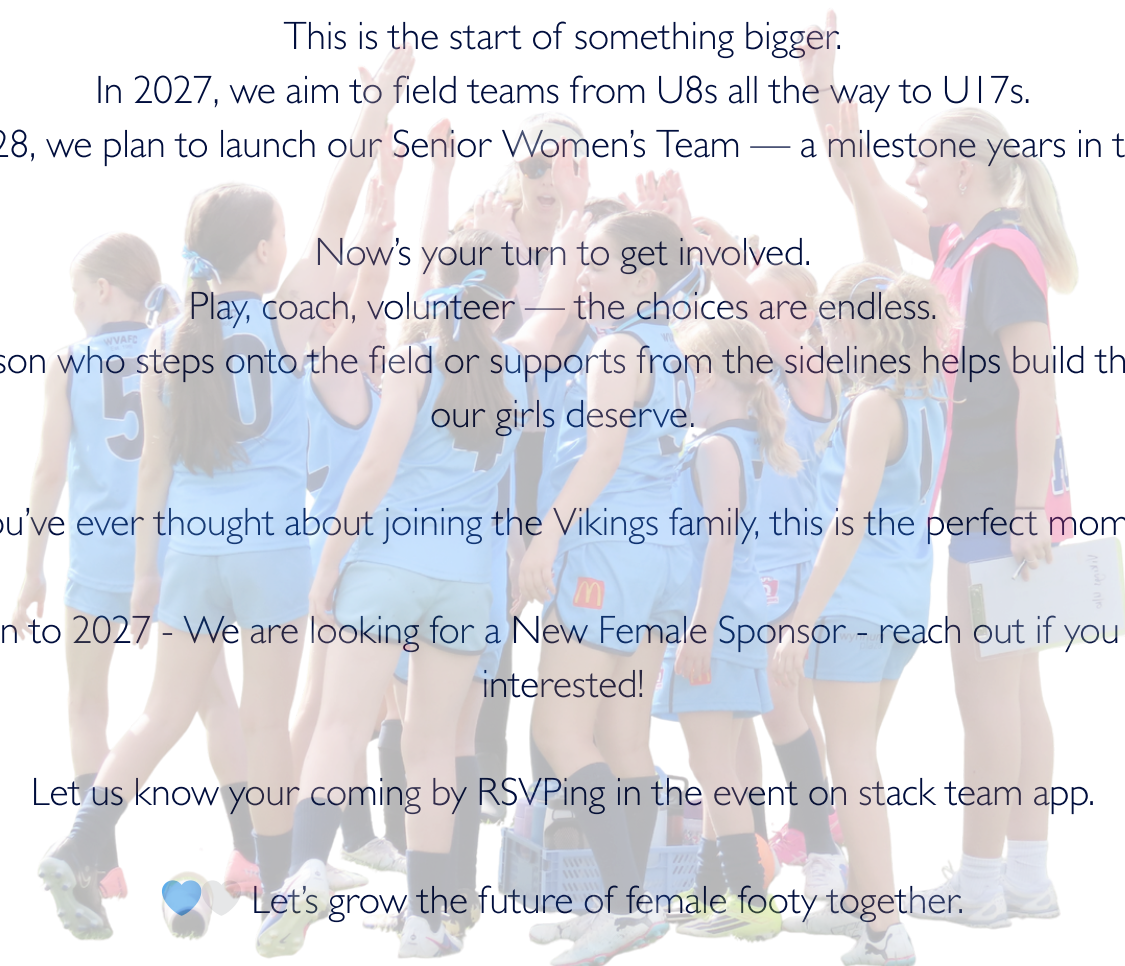 This is the start of something bigger.
In 2027, we aim to field teams from U8s all the way to U17s.
28, we plan to launch our Senior Women's Team — a milestone years in t
Now's your turn to get involved.
Play, coach, volunteer — the choices are endless.
son who steps onto the field or supports from the sidelines helps build th
our girls deserve.
ou've ever thought about joining the Vikings family, this is the perfect mom
n to 2027 - We are looking for a New Female Sponsor - reach out if you
interested!
Let us know your coming by RSVPing in the event on stack team app.
Let's grow the future of female footy together.
WVAFC
5
0